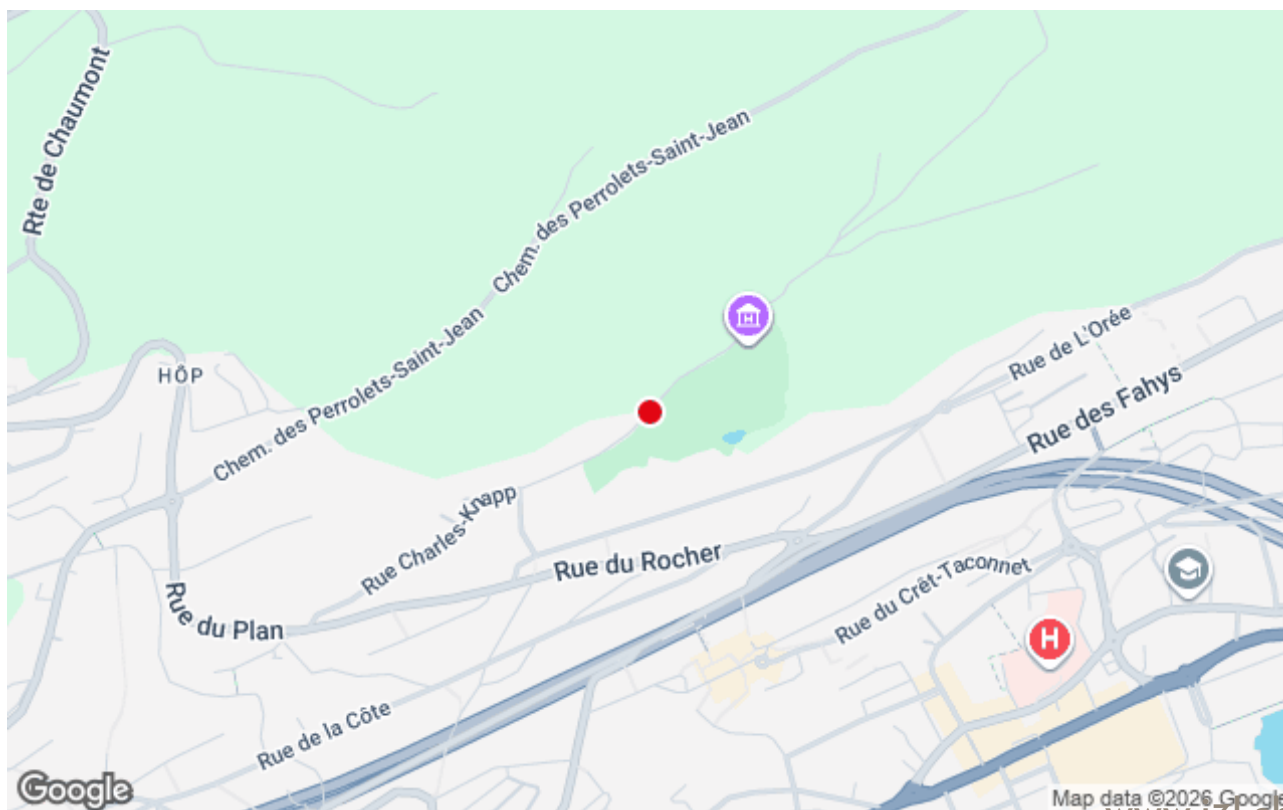 Rte de Chaumont
Chem. des Perrolets-Saint-Jean
Chem. des Perrolets-Saint-Jean
HÔP
Rue de L'Orée
Rue des Fahys
Rue Charles-Knapp
Rue du Rocher
Rue du Plan
Rue du Crêt-Taconnet
H
Rue de la Côte
Google
Map data ©2026 Google